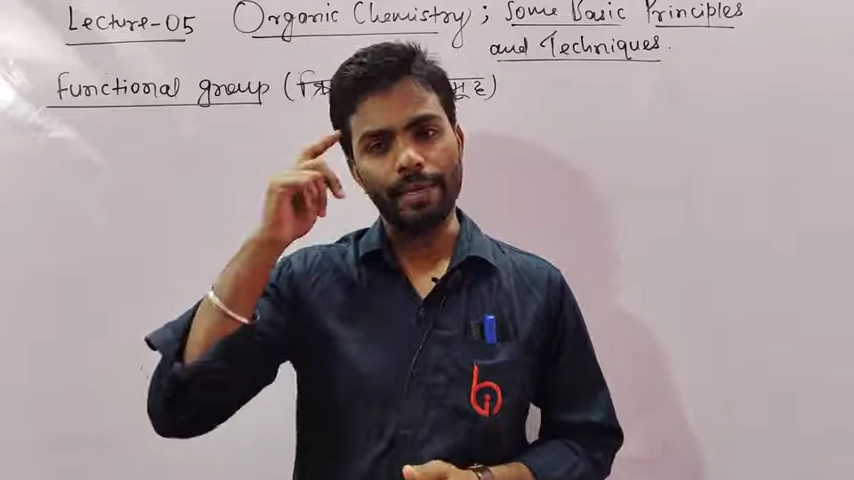 Lecture-05 Organic Chemistry; Some Basic Principles
and Techniques.
Functional group (